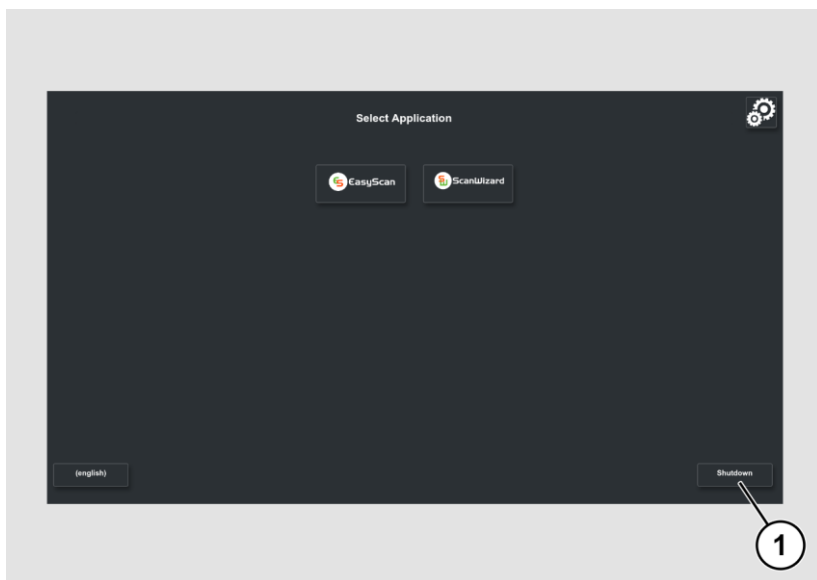 Select Application
EasyScan
ScanWizard
(english)
Shutdown
1